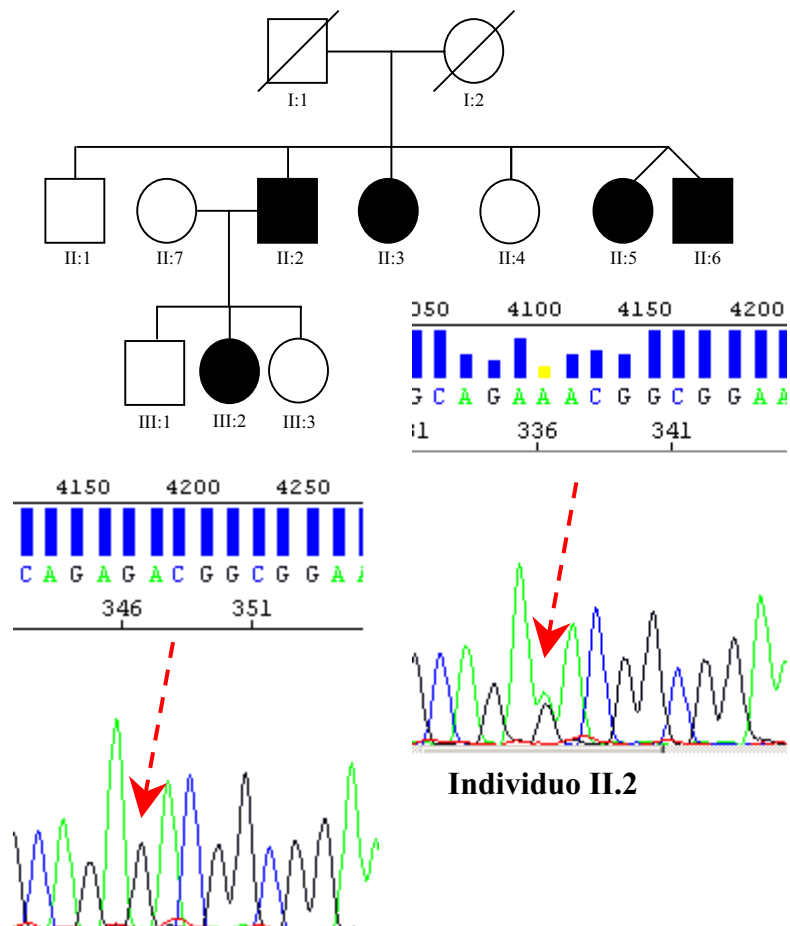 I:1 I:2
II:1 II:7 II:2 II:3 II:4 II:5 II:6
III:1 III:2 III:3
050 4100 4150 4200
G C A G A A A C G G C G G A A
31 336 341
4150 4200 4250
C A G A G A C G G C G G A A
346 351
Individuo II.2